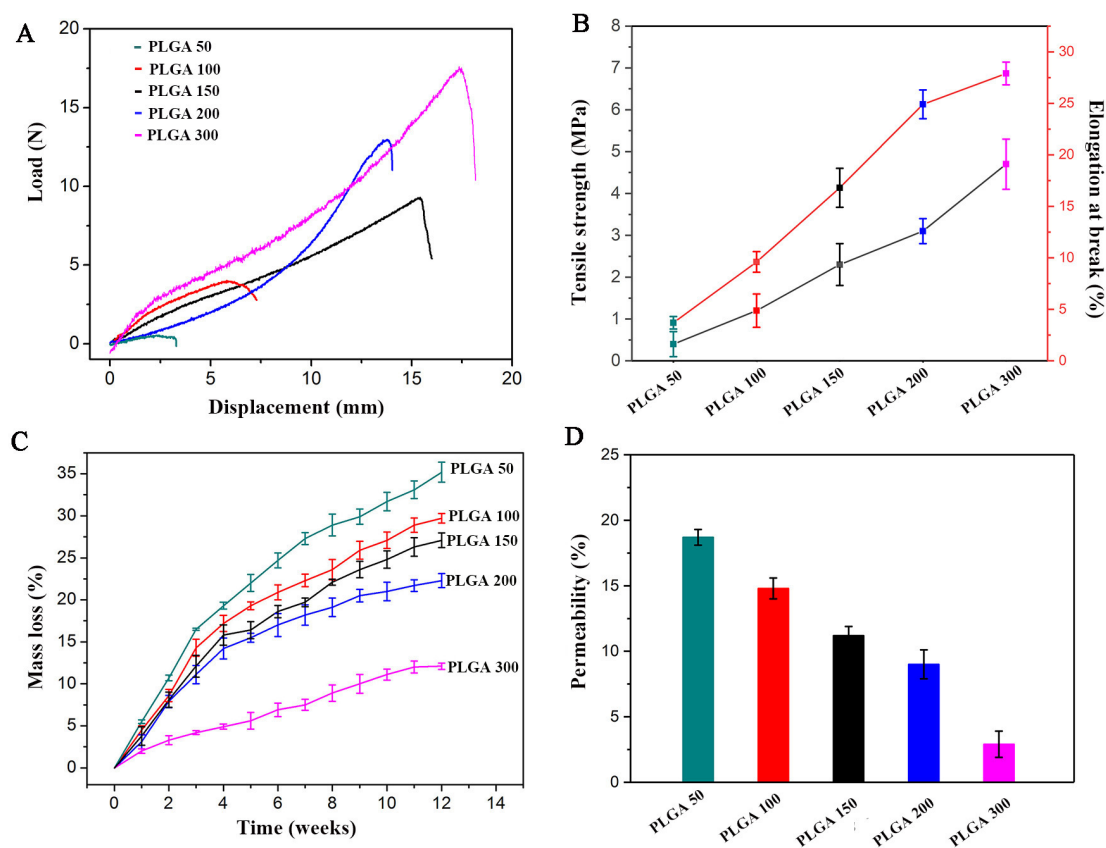 A
PLGA 50
PLGA 100
PLGA 150
PLGA 200
PLGA 300
Load (N)
20
15
10
5
0
0 5 10 15 20
Displacement (mm)
B
Tensile strength (MPa)
8
7
6
5
4
3
2
1
0
30
25
20
15
10
5
0
Elongation at break (%)
PLGA 50
PLGA 100
PLGA 150
PLGA 200
PLGA 300
C
Mass loss (%)
35
30
25
20
15
10
5
0
PLGA 50
PLGA 100
PLGA 150
PLGA 200
PLGA 300
0 2 4 6 8 10 12 14
Time (weeks)
D
Permeability (%)
25
20
15
10
5
0
PLGA 50
PLGA 100
PLGA 150
PLGA 200
PLGA 300